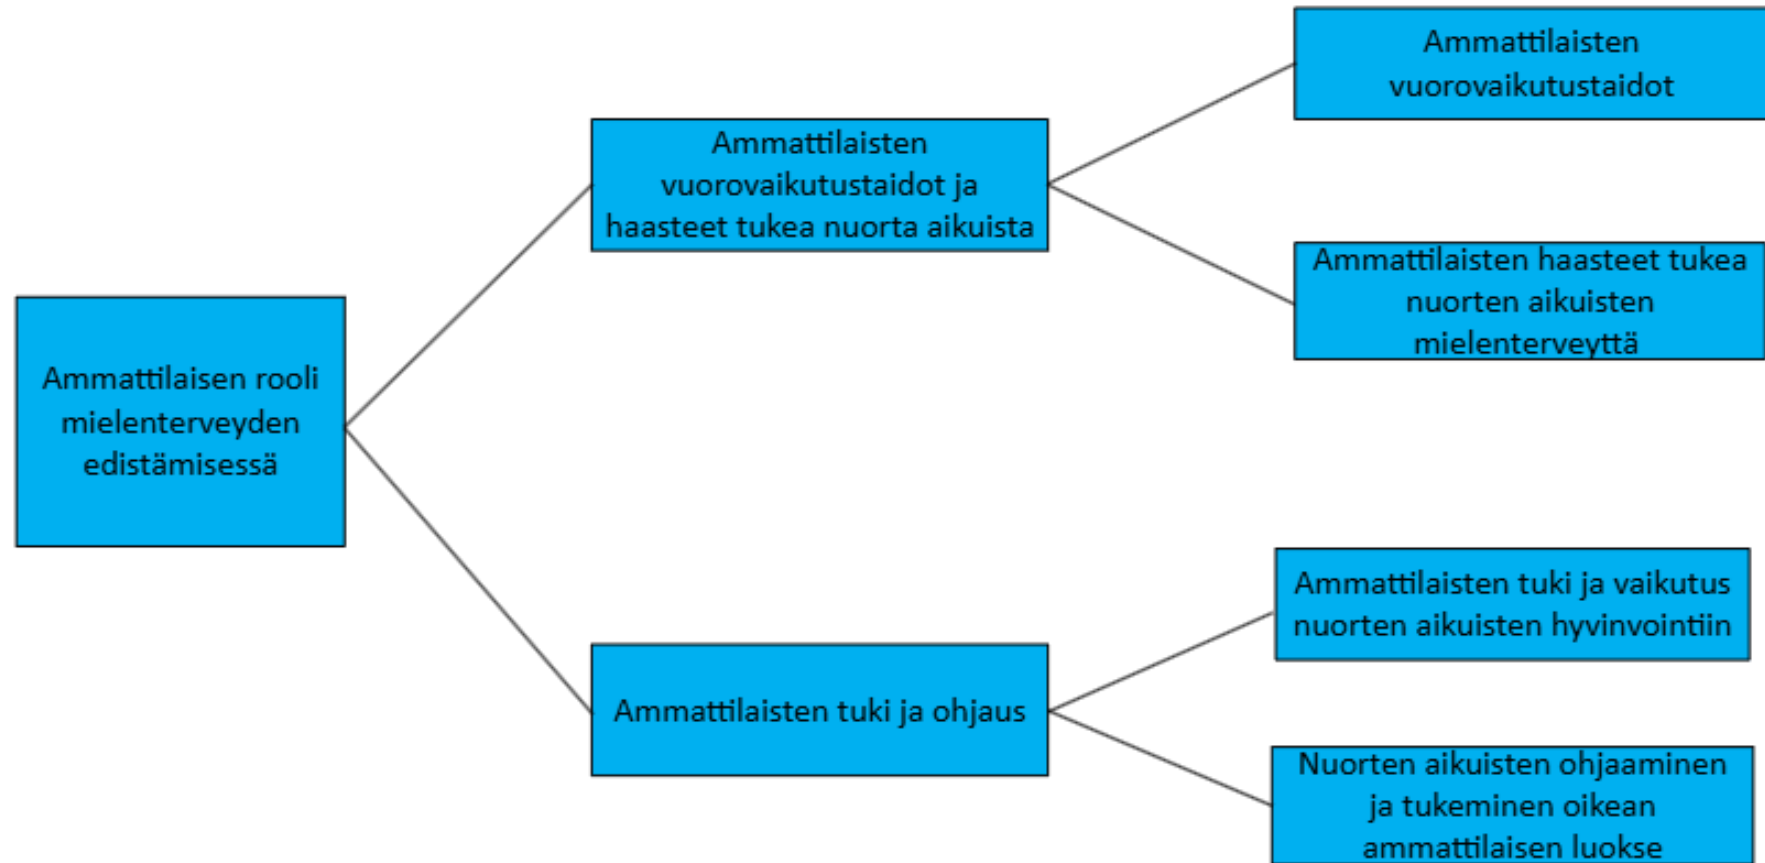 Ammattilaisen rooli
mielenterveyden
edistämisessä
Ammattilaisten
vuorovaikutustaidot ja
haasteet tukea nuorta aikuista
Ammattilaisten
vuorovaikutustaidot
Ammattilaisten haasteet tukea
nuorten aikuisten
mielenterveyttä
Ammattilaisten tuki ja ohjaus
Ammattilaisten tuki ja vaikutus
nuorten aikuisten hyvinvointiin
Nuorten aikuisten ohjaaminen
ja tukeminen oikean
ammattilaisen luokse